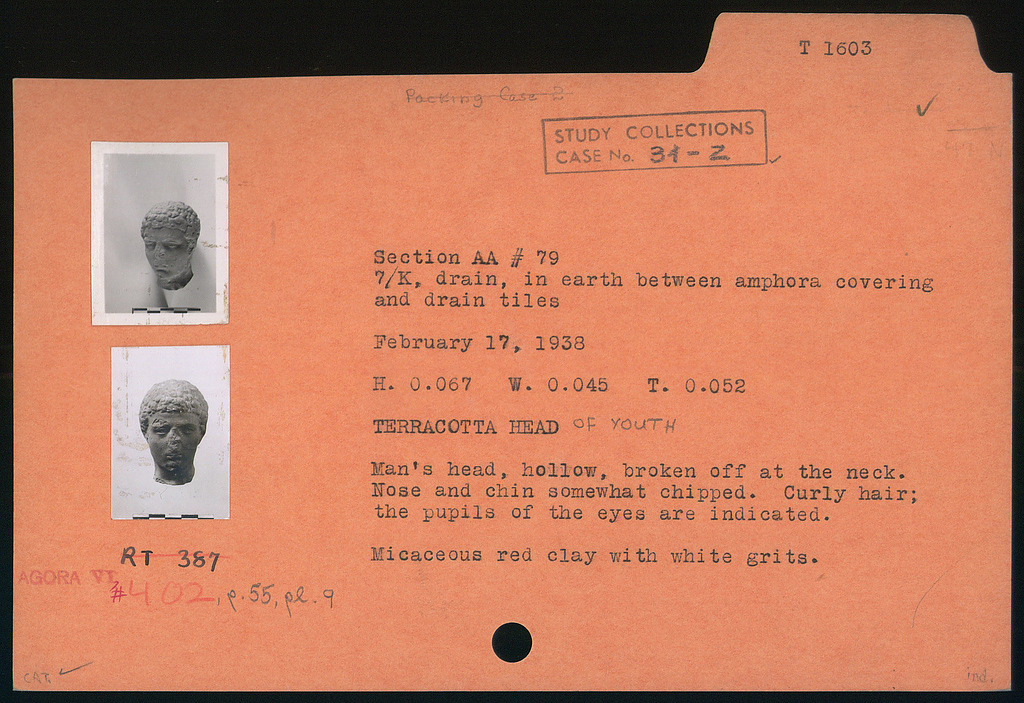 T 1603
Packing Case 2
STUDY COLLECTIONS
CASE No. 34-Z
Section AA # 79
7/K, drain, in earth between amphora covering
and drain tiles
February 17, 1938
H. 0.067 W. 0.045 T. 0.052
TERRACOTTA HEAD OF YOUTH
Man's head, hollow, broken off at the neck.
Nose and chin somewhat chipped. Curly hair;
the pupils of the eyes are indicated.
Micaceous red clay with white grits.
RT 387
AGORA VI
#402, p. 55, pl. 9
CAT.
ind.